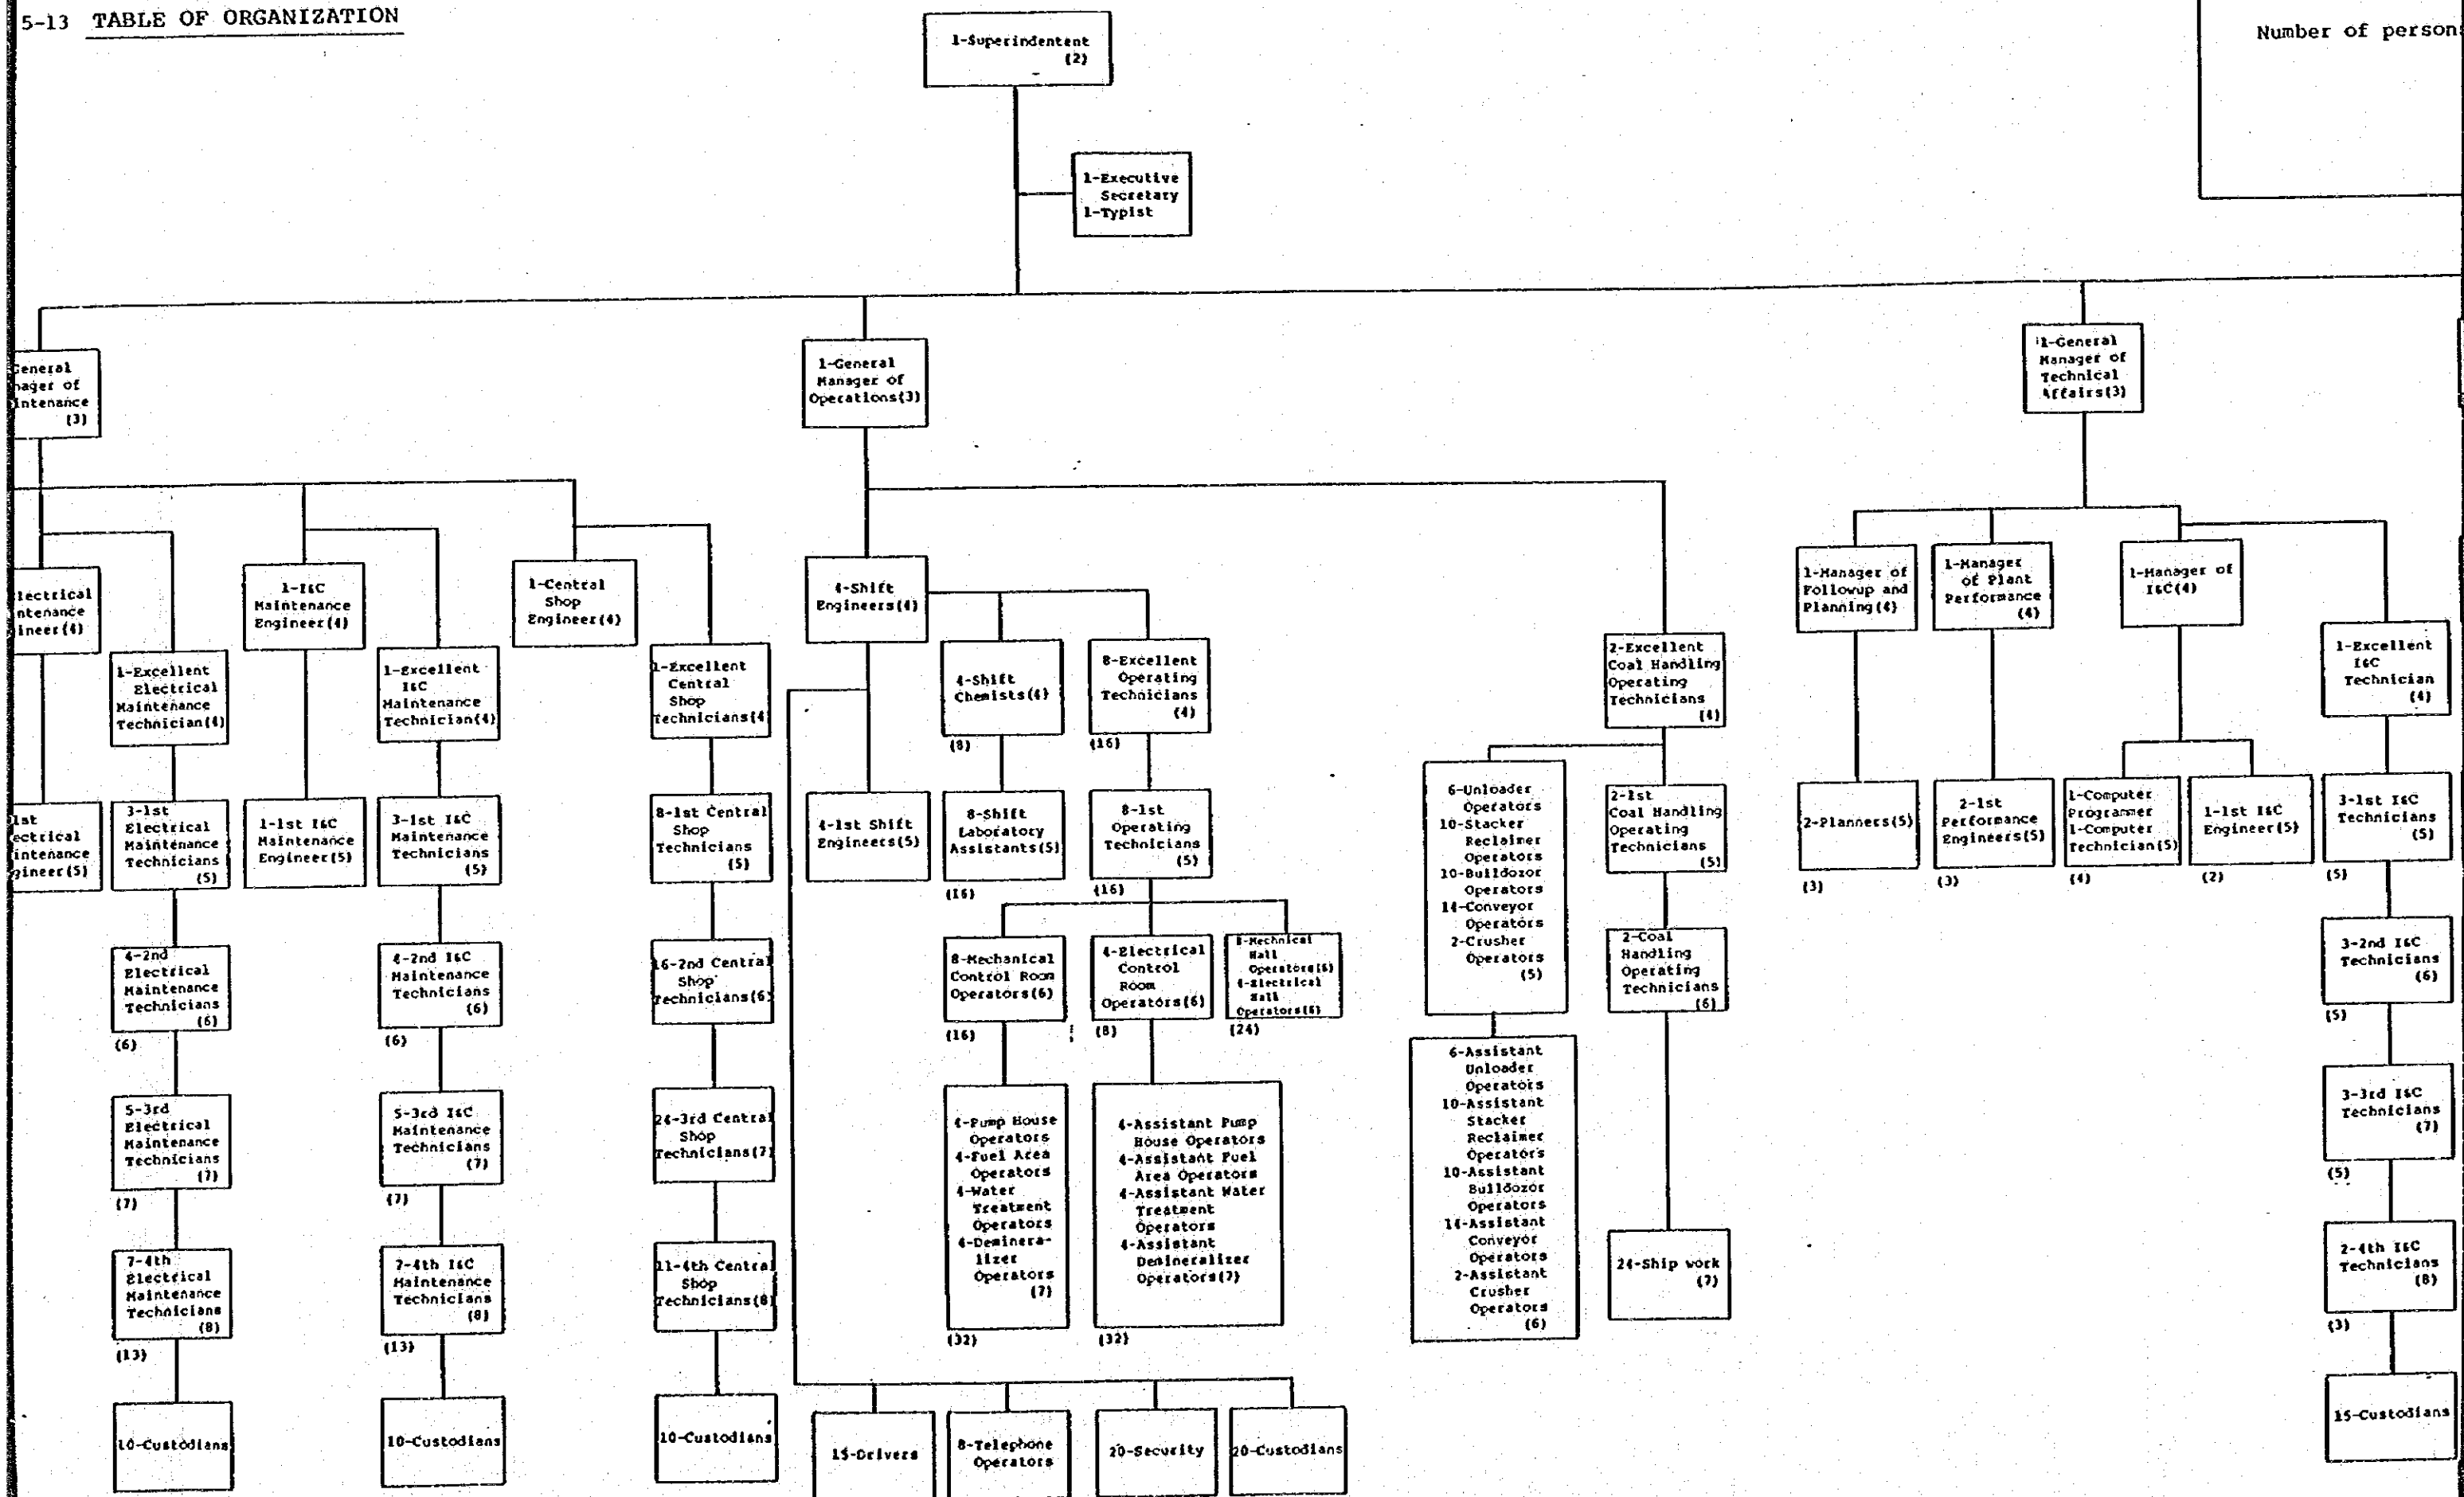 5-13 TABLE OF ORGANIZATION
Number of person
1-Superindentent
(2)
1-Executive
Secretary
1-Typist
General
nager of
intenance
(3)
1-General
Manager of
Operations(3)
1-General
Manager of
Technical
Affairs(3)
lectrical
ntenance
ineer(4)
1-Excellent
Electrical
Maintenance
Technician(4)
1-I&C
Maintenance
Engineer(4)
1-Excellent
I&C
Maintenance
Technician(4)
1-Central
Shop
Engineer(4)
1-Excellent
Central
Shop
Technicians(4)
4-Shift
Engineers(4)
4-Shift
Chemists(4)
(8)
8-Excellent
Operating
Technicians
(4)
(16)
2-Excellent
Coal Handling
Operating
Technicians
(4)
1-Manager of
Followup and
Planning(4)
1-Manager
of Plant
Performance
(4)
1-Manager of
I&C(4)
1-Excellent
I&C
Technician
(4)
1st
ectrical
intenance
gineer(5)
3-1st
Electrical
Maintenance
Technicians
(5)
1-1st I&C
Maintenance
Engineer(5)
3-1st I&C
Maintenance
Technicians
(5)
8-1st Central
Shop
Technicians
(5)
4-1st Shift
Engineers(5)
8-Shift
Laboratory
Assistants(5)
(16)
8-1st
Operating
Technicians
(5)
(16)
6-Unloader
Operators
10-Stacker
Reclaimer
Operators
10-Bulldozor
Operators
14-Conveyor
Operators
2-Crusher
Operators
(5)
2-1st
Coal Handling
Operating
Technicians
(5)
2-Planners(5)
(3)
2-1st
Performance
Engineers(5)
(3)
1-Computer
Programmer
1-Computer
Technician(5)
(4)
1-1st I&C
Engineer(5)
(2)
3-1st I&C
Technicians
(5)
(5)
4-2nd
Electrical
Maintenance
Technicians
(6)
(6)
4-2nd I&C
Maintenance
Technicians
(6)
(6)
16-2nd Central
Shop
Technicians(6)
8-Mechanical
Control Room
Operators(6)
(16)
4-Electrical
Control
Room
Operators(6)
(8)
8-Mechnical
Hall
Operators(6)
4-Electrical
Hall
Operators(6)
(24)
2-Coal
Handling
Operating
Technicians
(6)
3-2nd I&C
Technicians
(6)
(5)
5-3rd
Electrical
Maintenance
Technicians
(7)
(7)
5-3rd I&C
Maintenance
Technicians
(7)
(7)
24-3rd Central
Shop
Technicians(7)
4-Pump House
Operators
4-Fuel Area
Operators
4-Water
Treatment
Operators
4-Deminera-
lizer
Operators
(7)
(32)
4-Assistant Pump
House Operators
4-Assistant Fuel
Area Operators
4-Assistant Water
Treatment
Operators
4-Assistant
Demineralizer
Operators(7)
(32)
6-Assistant
Unloader
Operators
10-Assistant
Stacker
Reclaimer
Operators
10-Assistant
Bulldozor
Operators
14-Assistant
Conveyor
Operators
2-Assistant
Crusher
Operators
(6)
24-Ship work
(7)
3-3rd I&C
Technicians
(7)
(5)
7-4th
Electrical
Maintenance
Technicians
(8)
(13)
7-4th I&C
Maintenance
Technicians
(8)
(13)
11-4th Central
Shop
Technicians(8)
2-4th I&C
Technicians
(8)
(3)
10-Custodians
10-Custodians
10-Custodians
15-Drivers
8-Telephone
Operators
20-Security
20-Custodians
15-Custodians